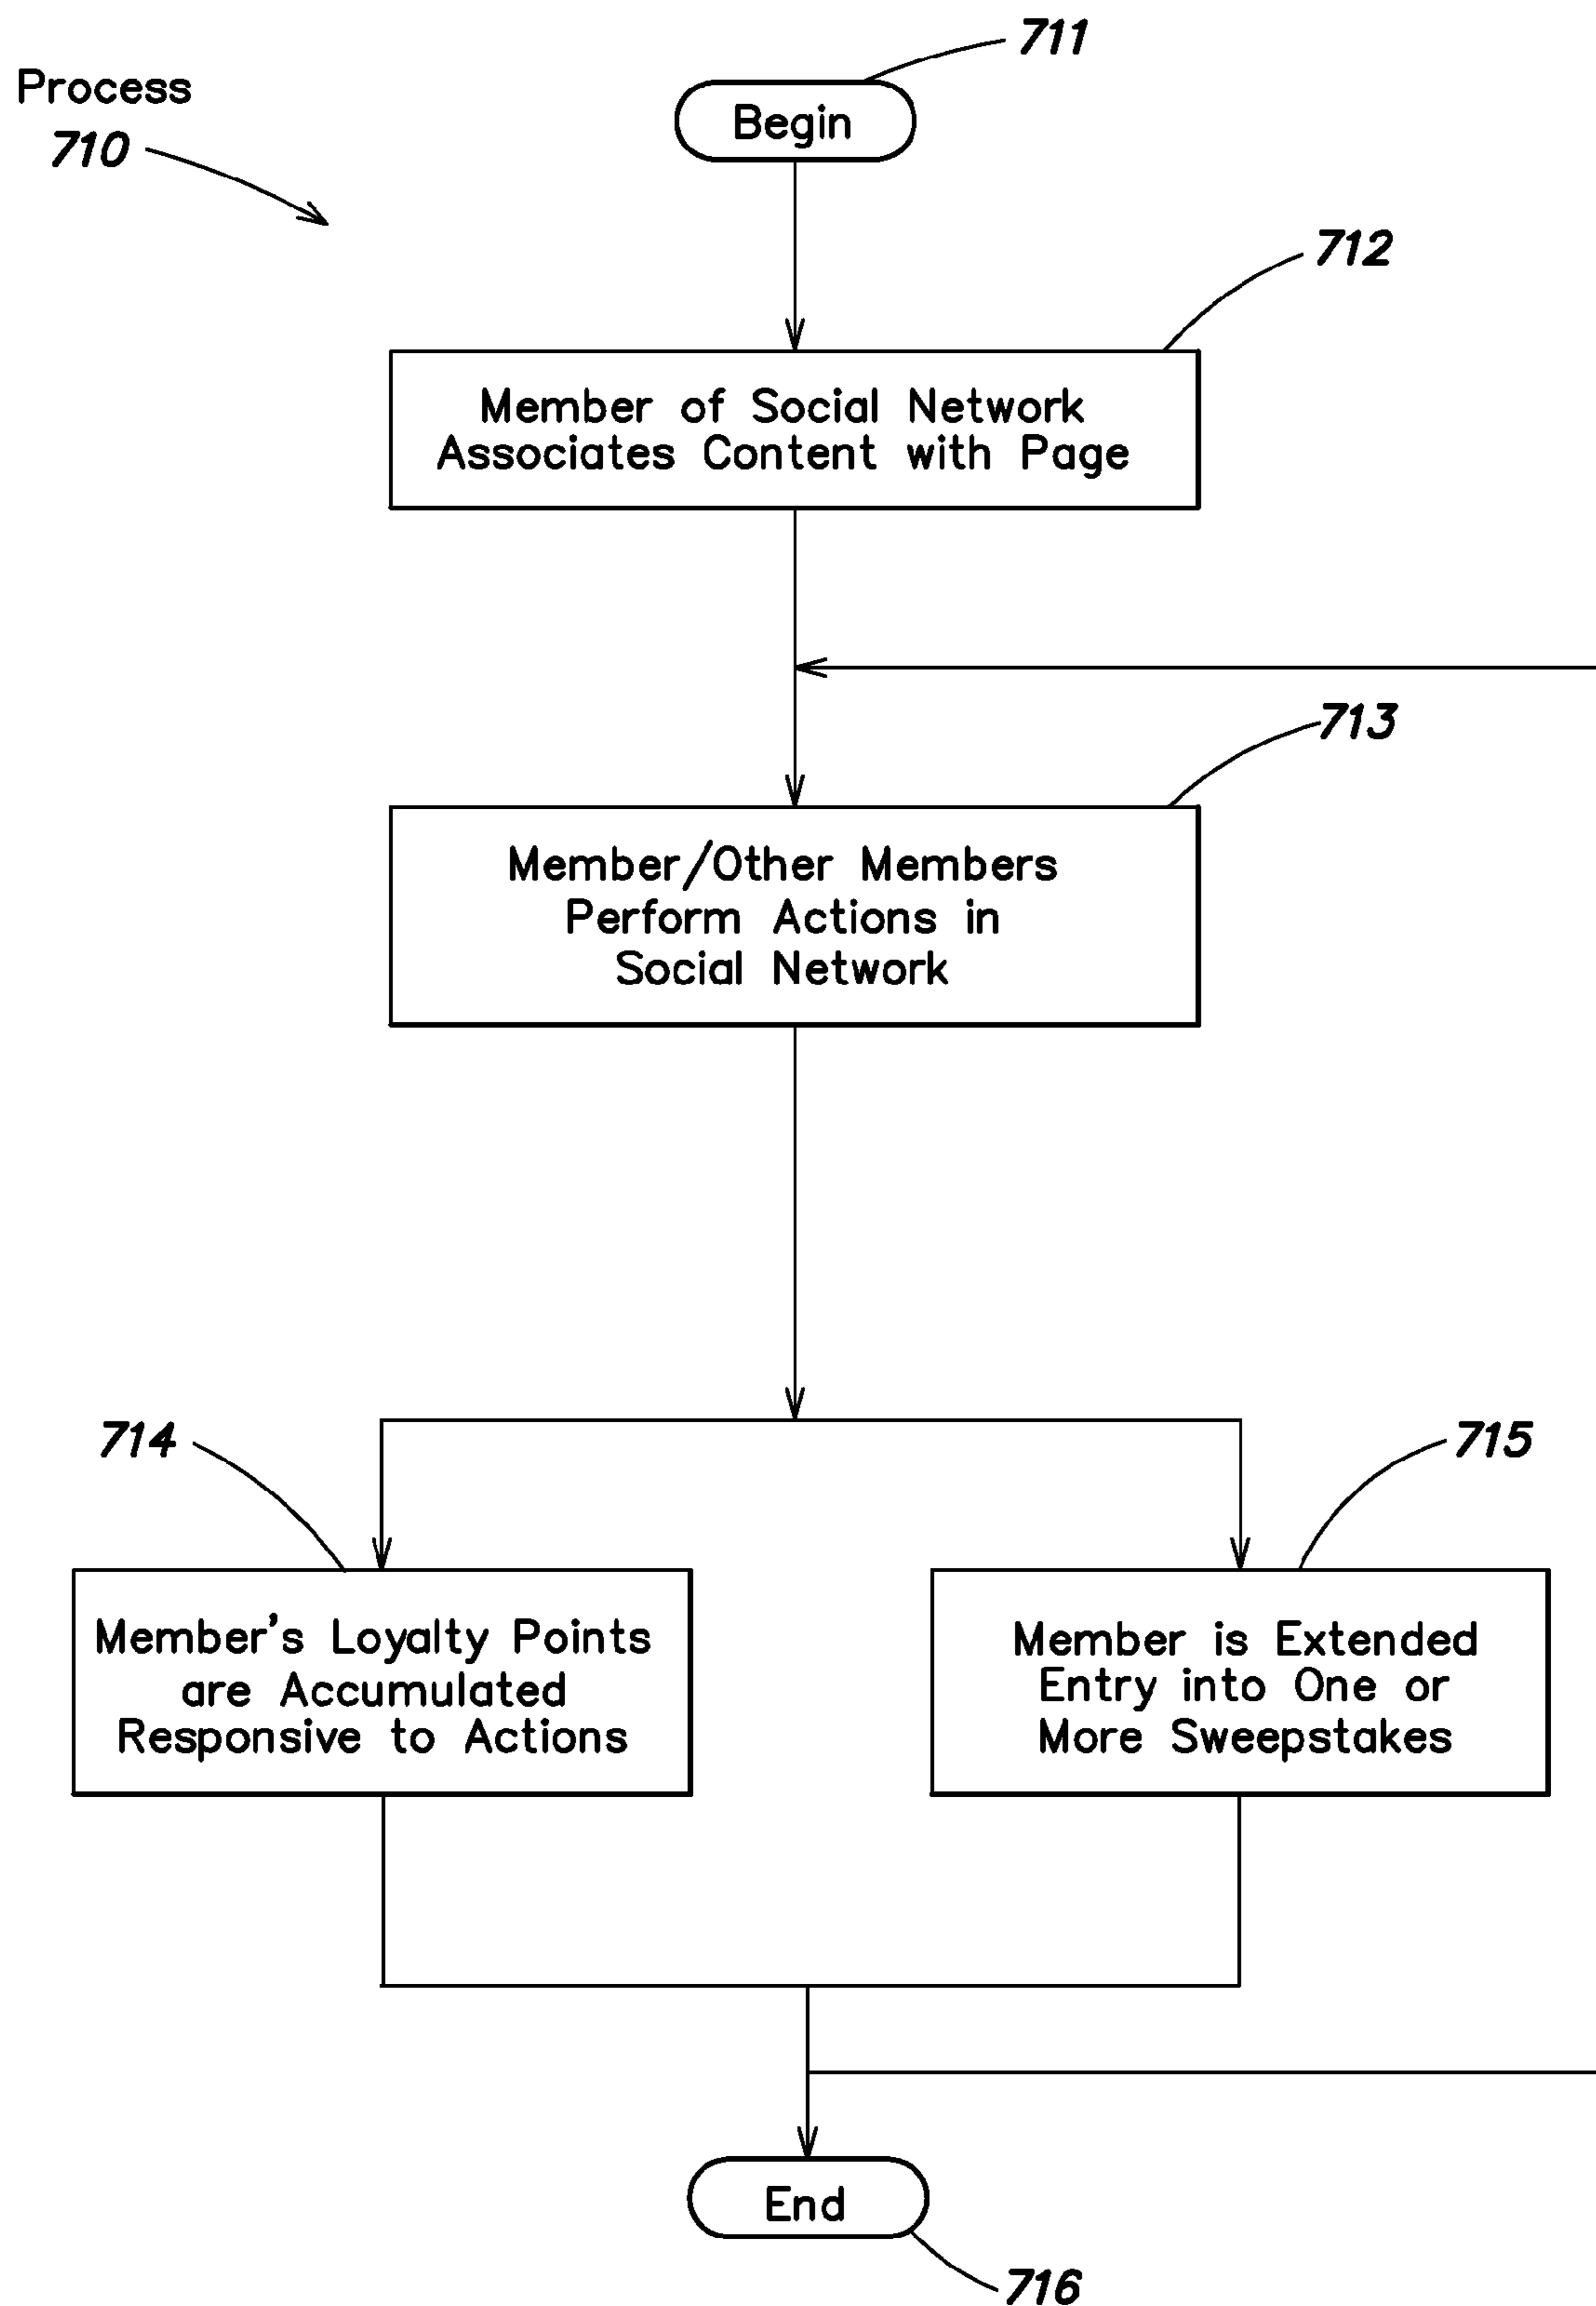 711
Process
710
Begin
712
Member of Social Network
Associates Content with Page
713
Member/Other Members
Perform Actions in
Social Network
714
715
Member's Loyalty Points
are Accumulated
Responsive to Actions
Member is Extended
Entry into One or
More Sweepstakes
End
716